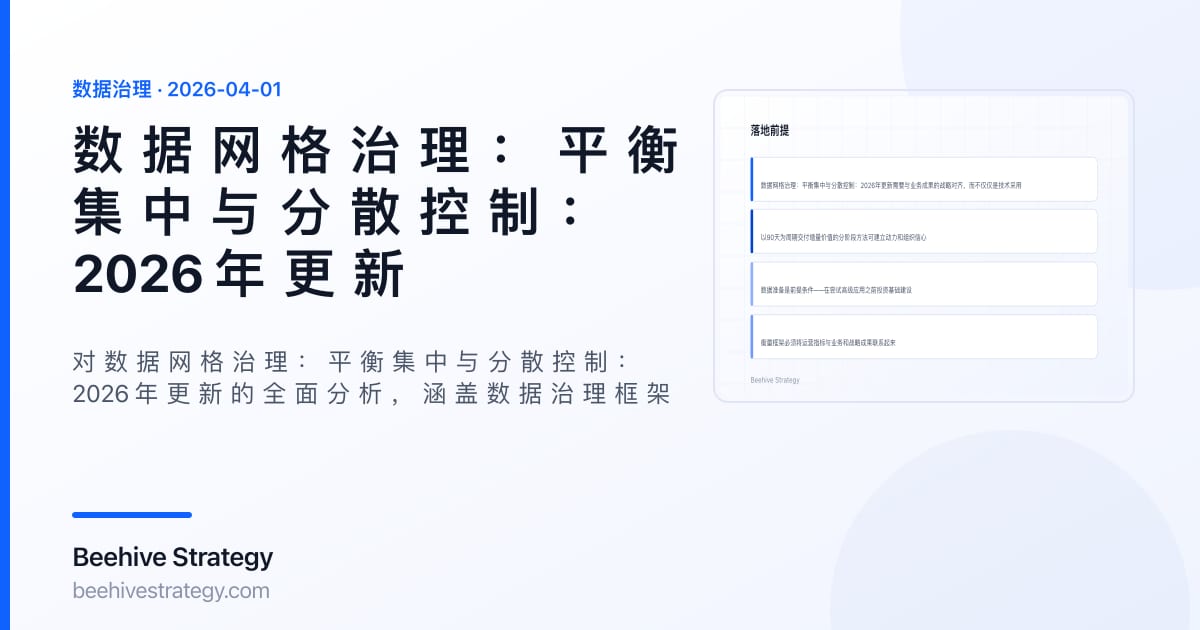 数据治理 · 2026-04-01
数据网格治理：平衡
集中与分散控制：
2026年更新
对数据网格治理：平衡集中与分散控制：
2026年更新的全面分析，涵盖数据治理框架
Beehive Strategy
beehivestrategy.com
落地前提
数据网格治理：平衡集中与分散控制：2026年更新需要与业务成果的战略对齐，而不仅仅是技术采用
以90天为周期交付增量价值的分阶段方法可建立动力和组织信心
数据准备是前提条件——在尝试高级应用之前投资基础建设
衡量框架必须将运营指标与业务和战略成果联系起来
Beehive Strategy